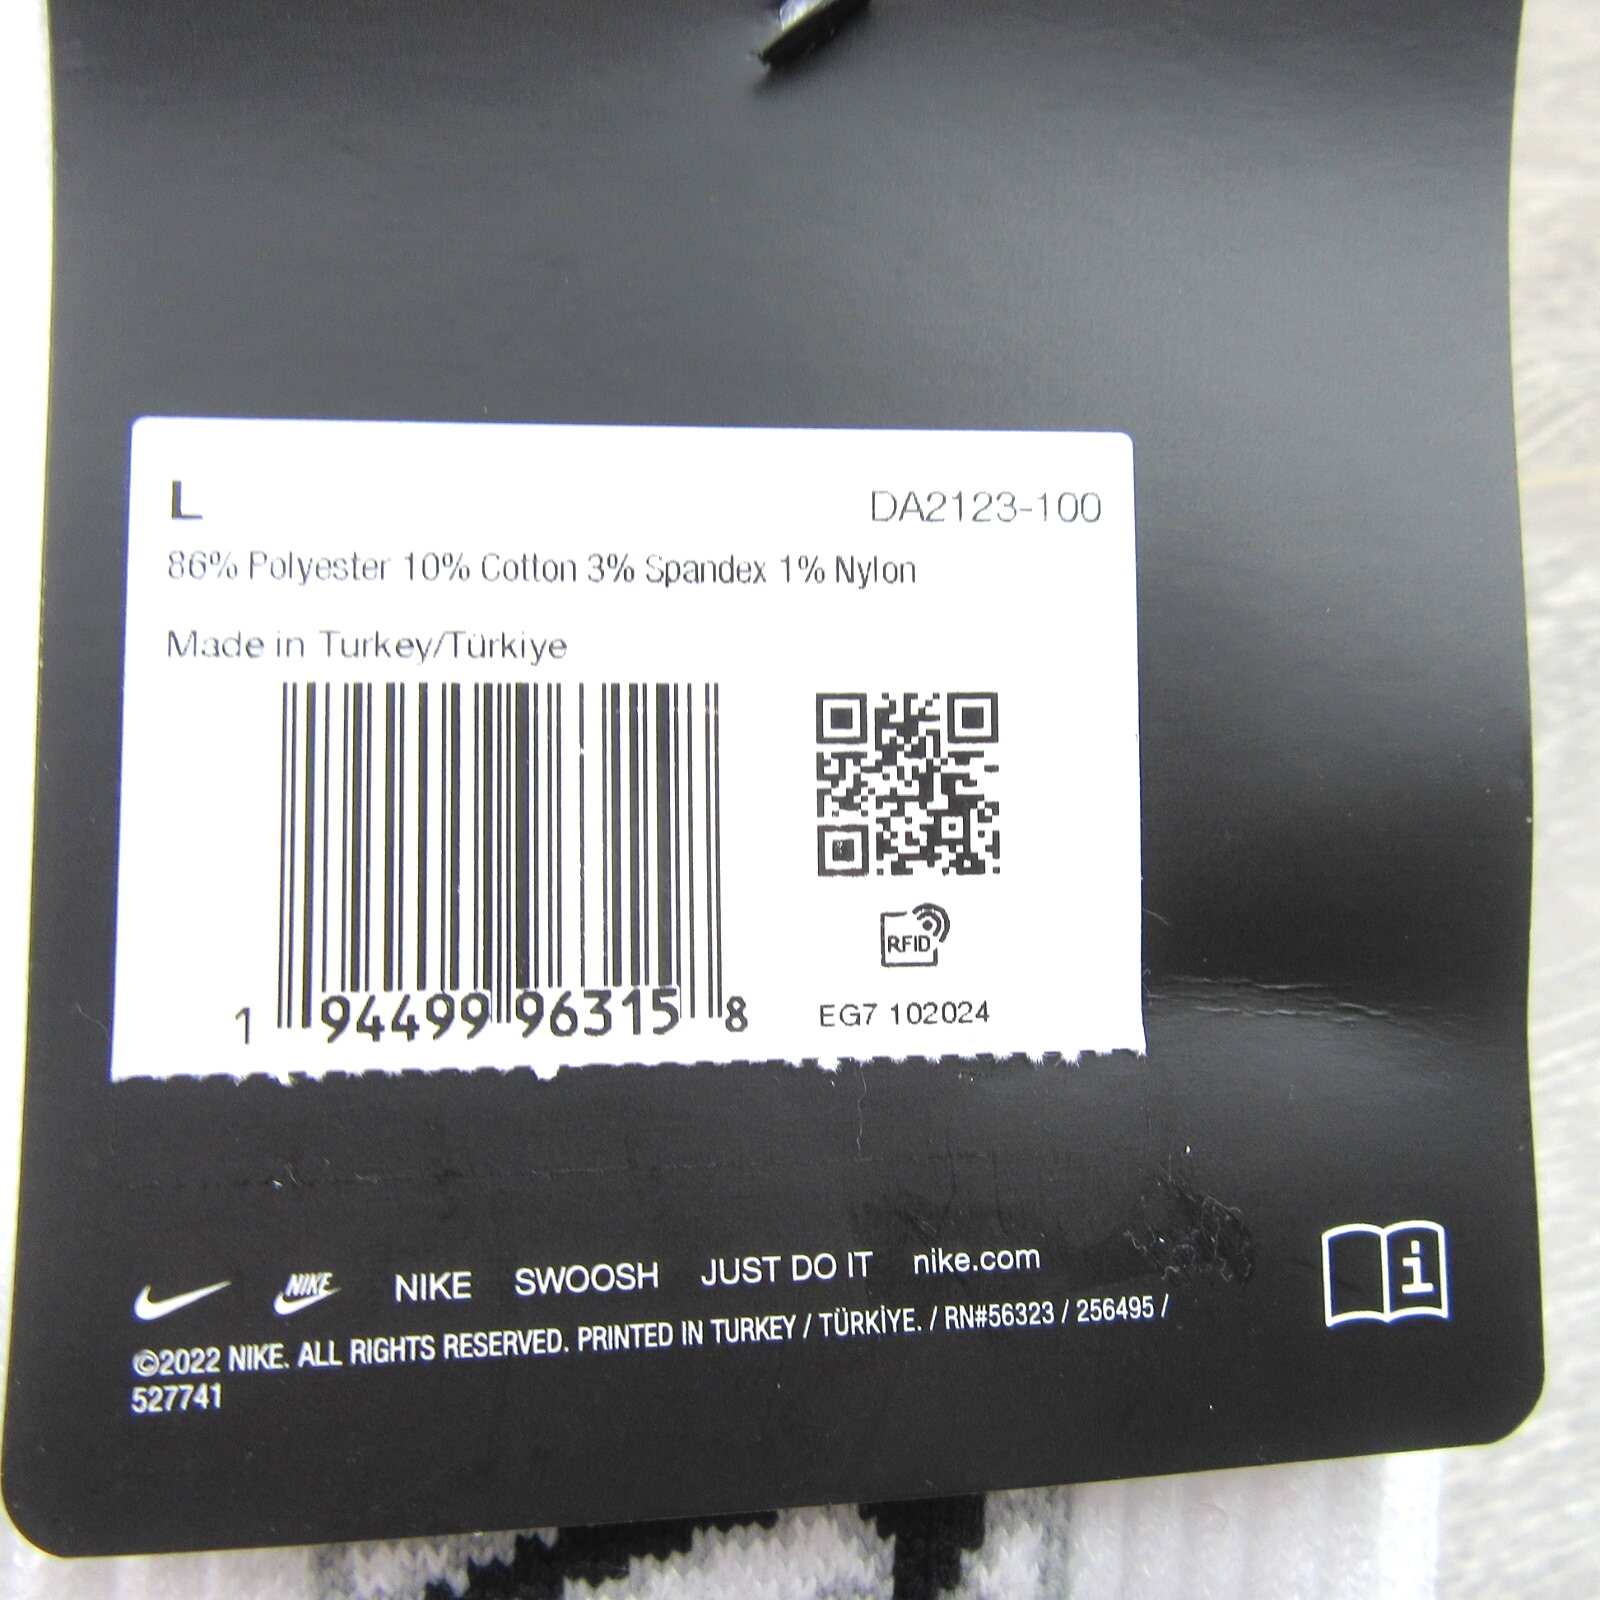 L DA2123-100
86% Polyester 10% Cotton 3% Spandex 1% Nylon
Made in Turkey/Türkiye
1 94499 96315 8
RFID
EG7 102024
NIKE NIKE SWOOSH JUST DO IT nike.com
©2022 NIKE. ALL RIGHTS RESERVED. PRINTED IN TURKEY / TÜRKİYE. / RN#56323 / 256495 /
527741
i